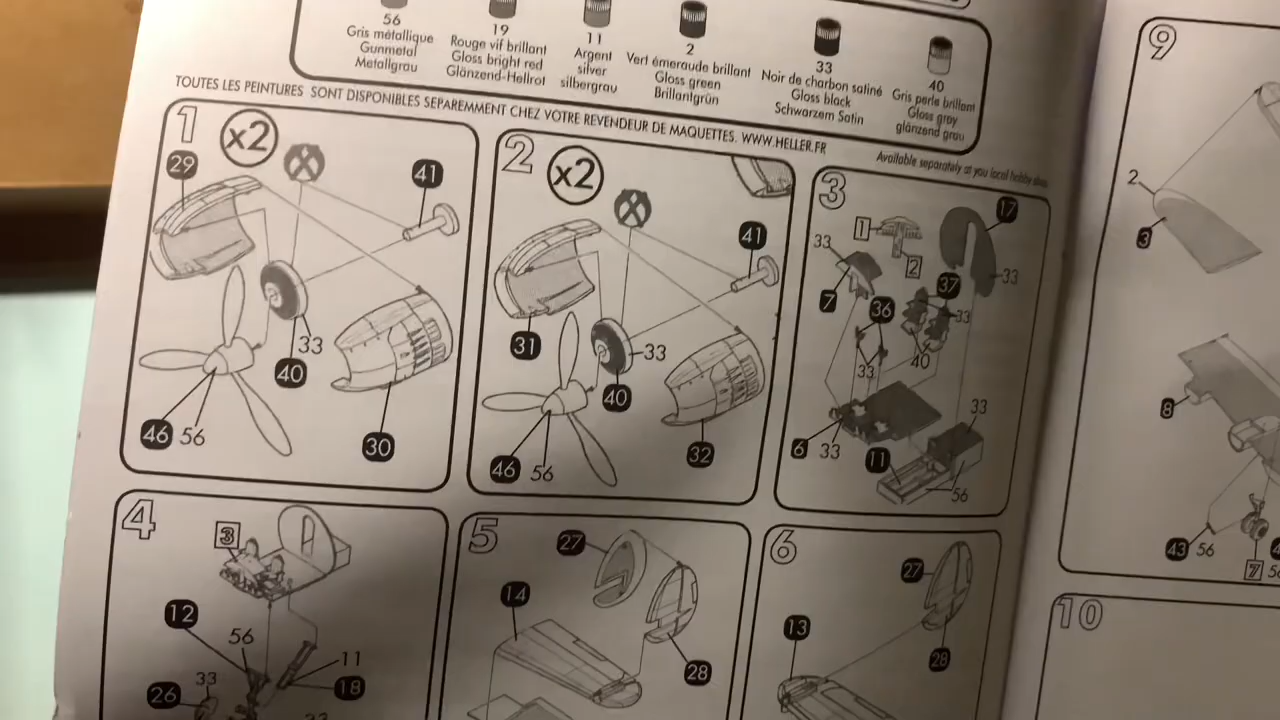 56
Gris métallique
Gunmetal
Metallgrau
19
Rouge vif brillant
Gloss bright red
Glänzend-Hellrot
11
Argent
silver
silbergrau
2
Vert émeraude brillant
Gloss green
Brillantgrün
33
Noir de charbon satiné
Gloss black
Schwarzem Satin
40
Gris perle brillant
Gloss gray
glänzend grau
TOUTES LES PEINTURES SONT DISPONIBLES SEPAREMMENT CHEZ VOTRE REVENDEUR DE MAQUETTES. WWW.HELLER.FR
Available separately at you local hobby
1
x2
29
41
33
40
46 56
30
2
x2
41
31
33
40
46 56
32
3
17
1
33
2
33
7
37
36
33
40
33
33
6 33
11
56
4
3
12
56
11
33
18
26
5
27
14
28
6
27
13
28
9
2
3
8
43 56
7
10